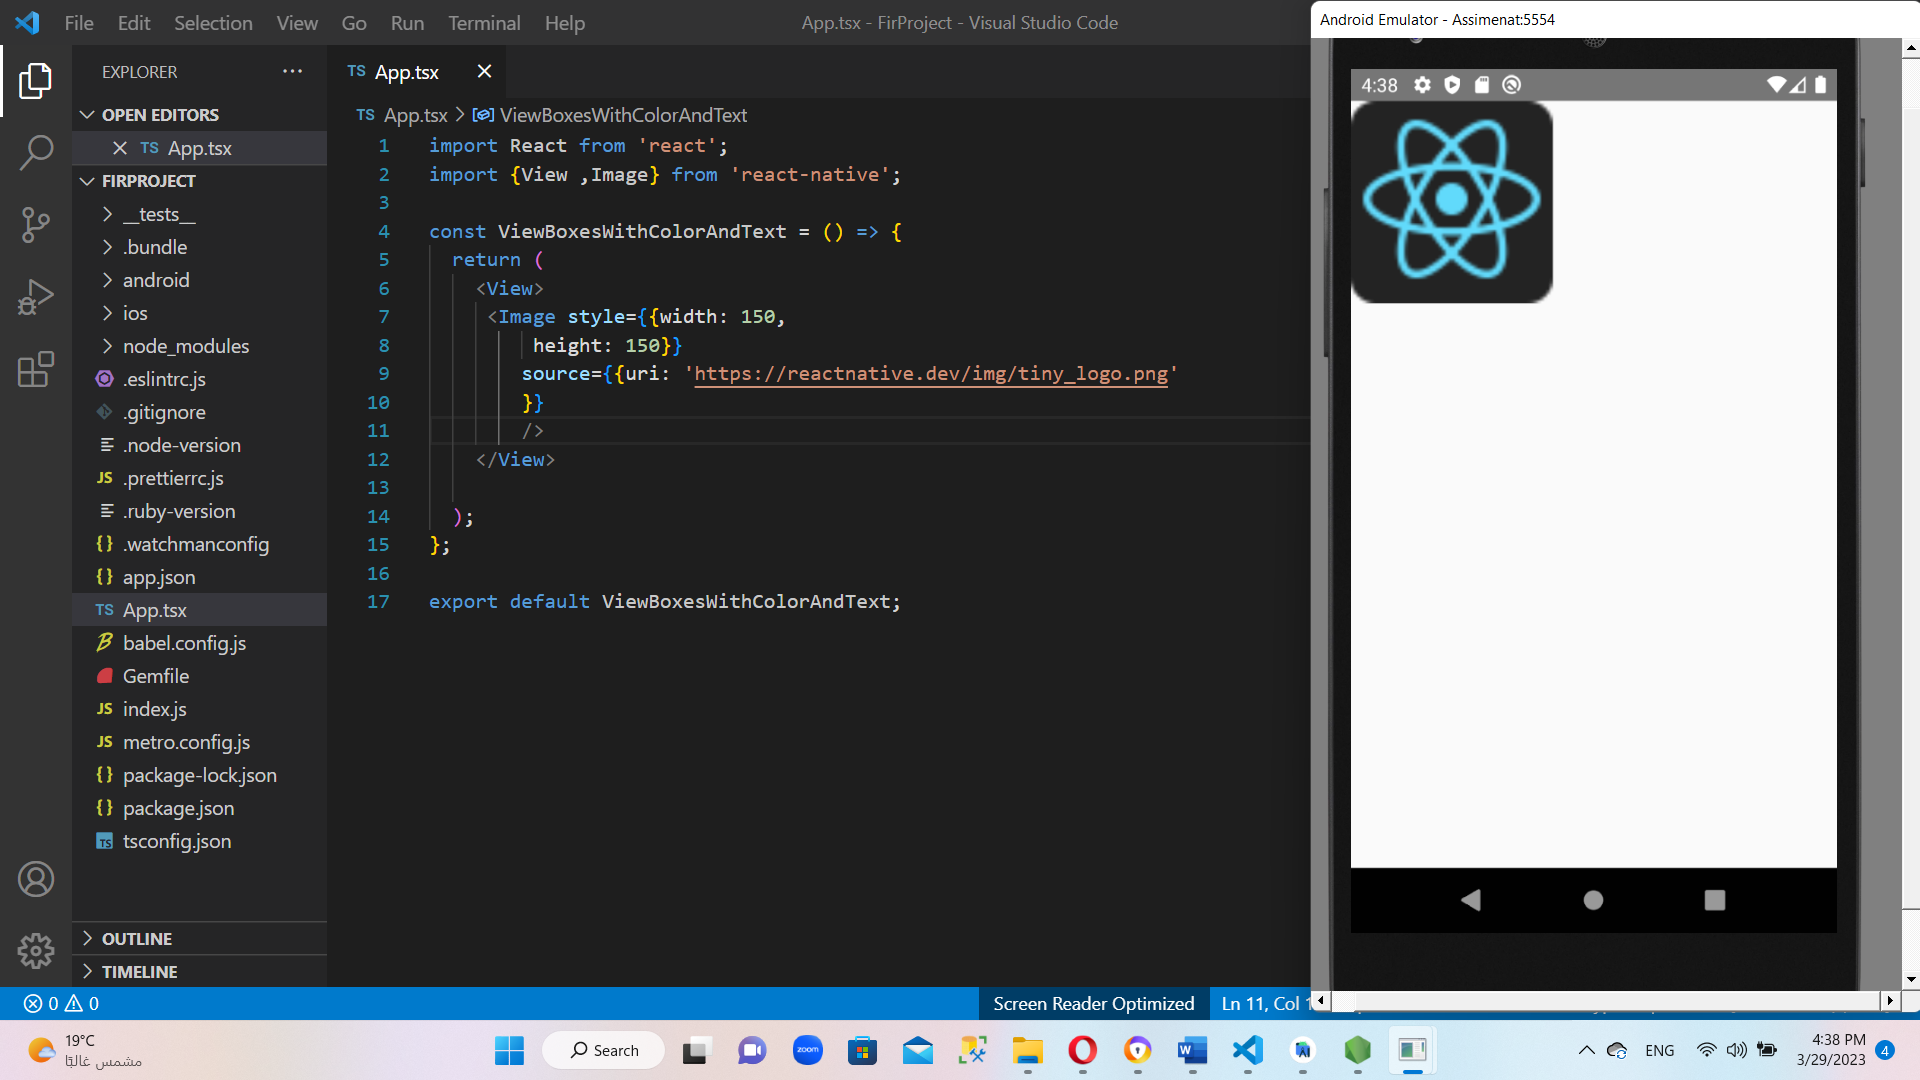 File Edit Selection View Go Run Terminal Help
App.tsx - FirProject - Visual Studio Code
EXPLORER
OPEN EDITORS
TS App.tsx
FIRPROJECT
__tests__
.bundle
android
ios
node_modules
.eslintrc.js
.gitignore
.node-version
JS .prettierrc.js
.ruby-version
{} .watchmanconfig
{} app.json
TS App.tsx
babel.config.js
Gemfile
JS index.js
JS metro.config.js
{} package-lock.json
{} package.json
TS tsconfig.json
OUTLINE
TIMELINE
TS App.tsx
TS App.tsx > ViewBoxesWithColorAndText
1 import React from 'react';
2 import {View ,Image} from 'react-native';
3
4 const ViewBoxesWithColorAndText = () => {
5 return (
6 <View>
7 <Image style={{width: 150,
8 height: 150}}
9 source={{uri: 'https://reactnative.dev/img/tiny_logo.png'
10 }}
11 />
12 </View>
13
14 );
15 };
16
17 export default ViewBoxesWithColorAndText;
Android Emulator - Assimenat:5554
4:38
0 0
Screen Reader Optimized
Ln 11, Col 1
19°C
مشمس غالبًا
Search
zoom
ENG
4:38 PM
3/29/2023
4